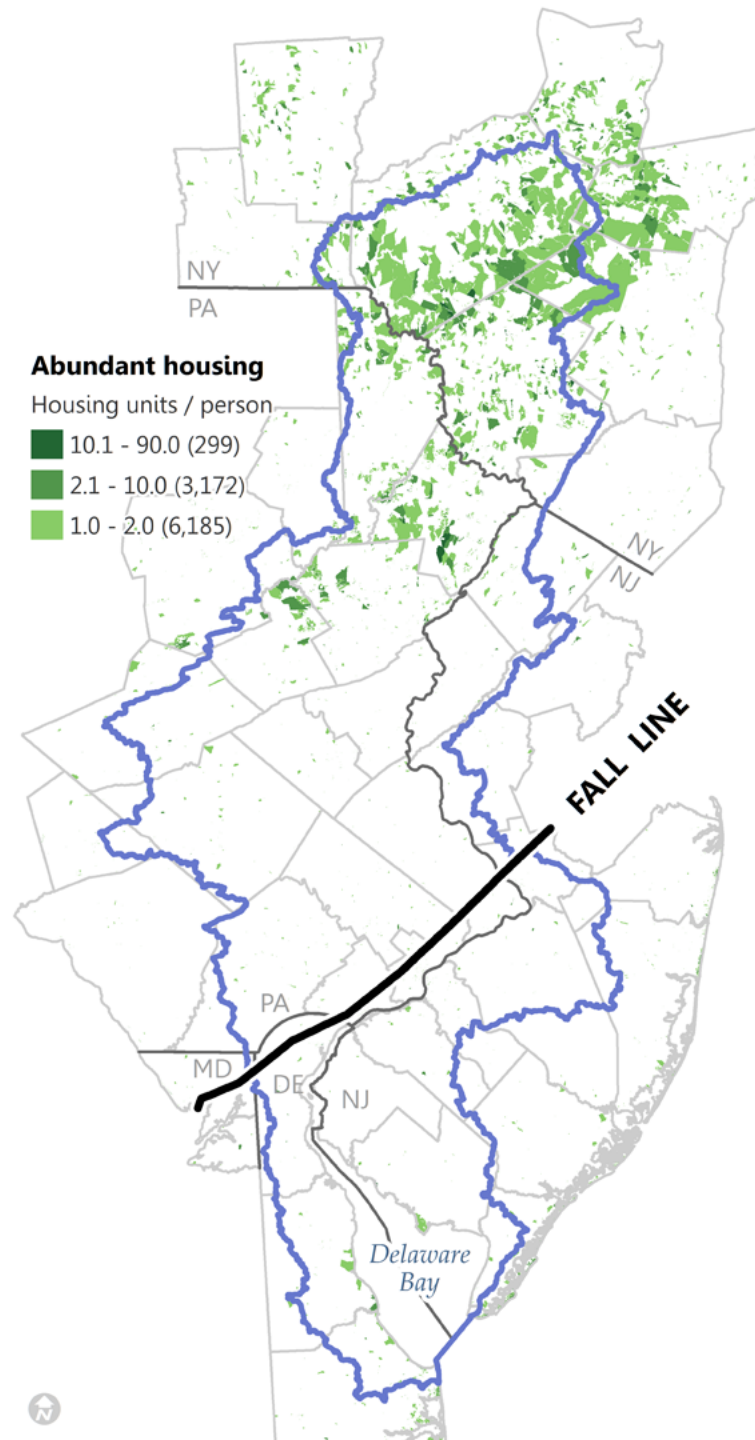 NY
PA
Abundant housing
Housing units / person
10.1 - 90.0 (299)
2.1 - 10.0 (3,172)
1.0 - 2.0 (6,185)
NY
NJ
FALL LINE
PA
MD
DE
NJ
Delaware
Bay
N